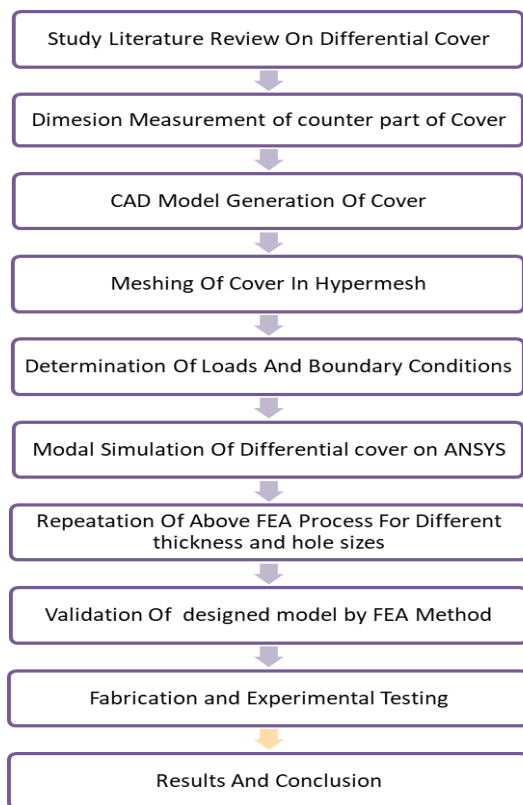 Study Literature Review On Differential Cover
Dimesion Measurement of counter part of Cover
CAD Model Generation Of Cover
Meshing Of Cover In Hypermesh
Determination Of Loads And Boundary Conditions
Modal Simulation Of Differential cover on ANSYS
Repeatation Of Above FEA Process For Different
thickness and hole sizes
Validation Of designed model by FEA Method
Fabrication and Experimental Testing
Results And Conclusion